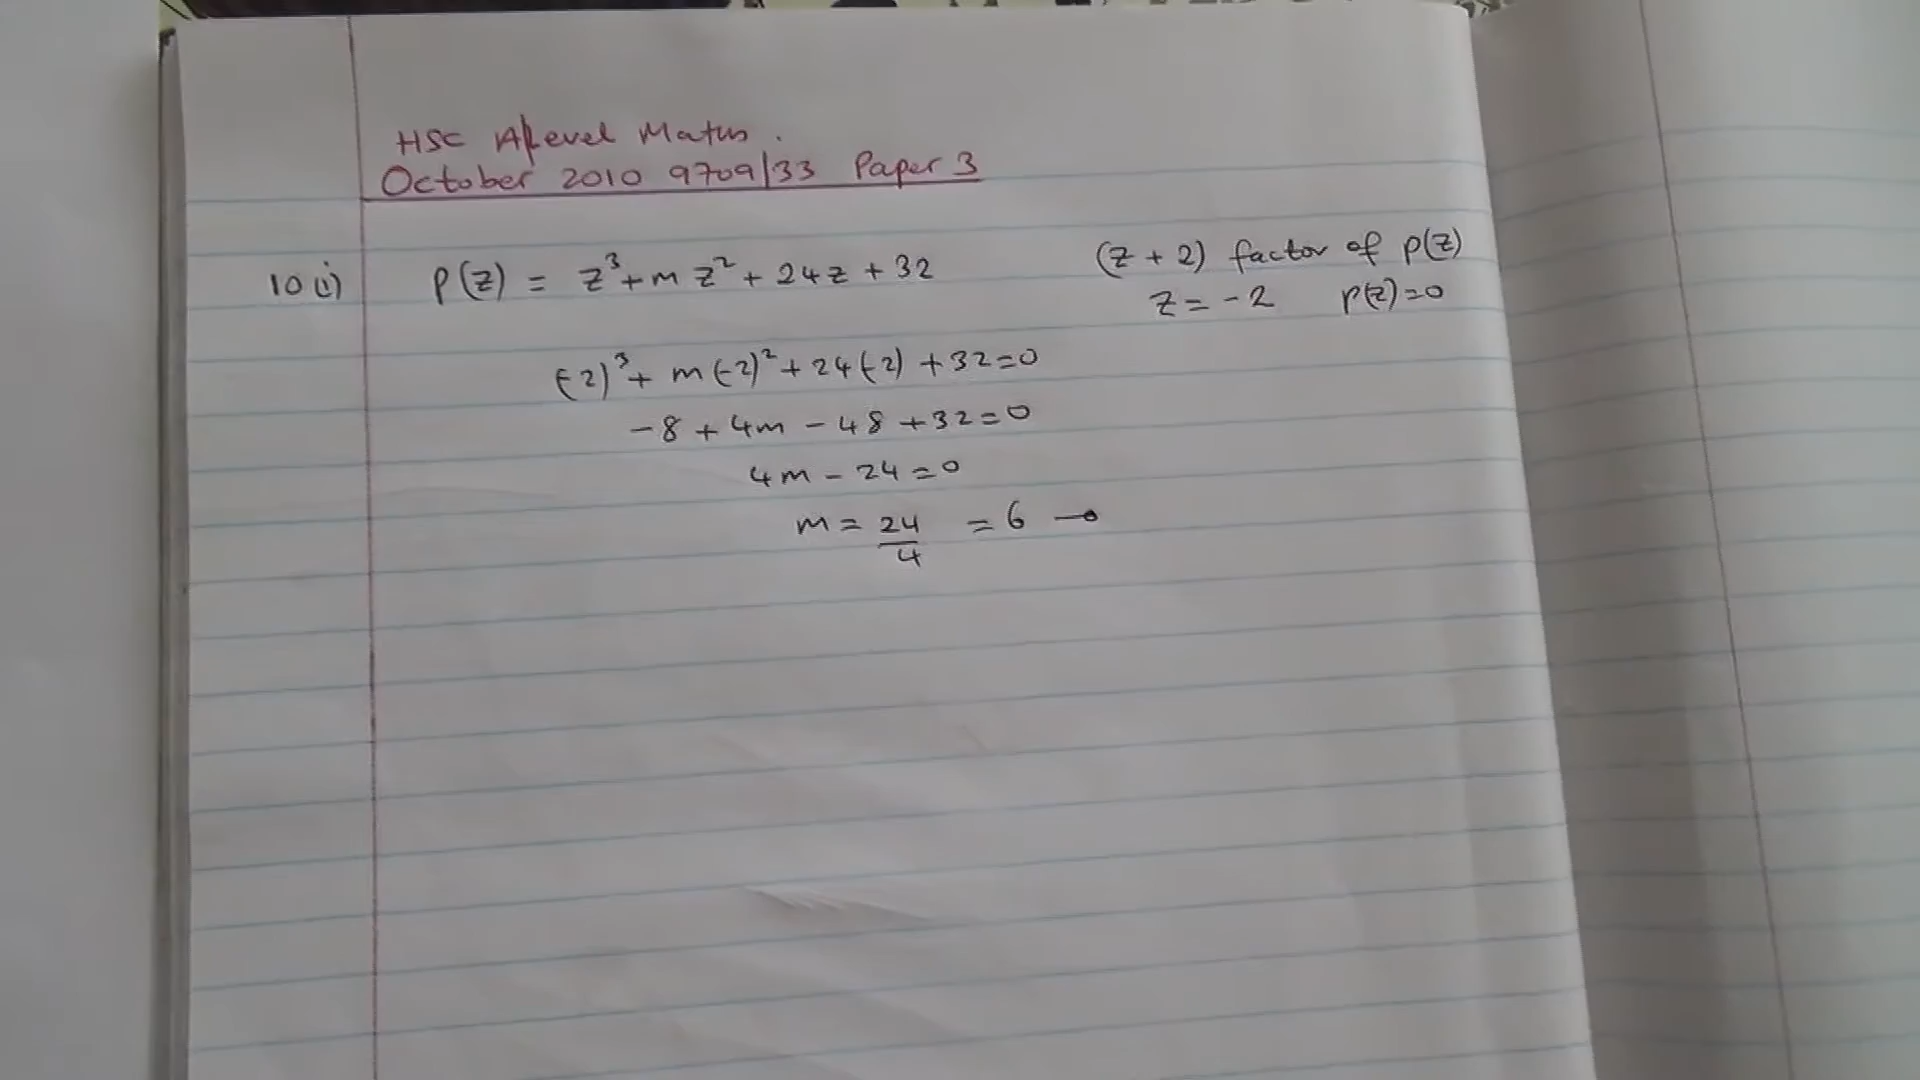 HSC A Level Maths.
October 2010 9709/33 Paper 3
10(i) p(z) = z³ + m z² + 24z + 32
(z + 2) factor of p(z)
z = -2 p(z)=0
(-2)³ + m(-2)² + 24(-2) + 32 = 0
-8 + 4m - 48 + 32 = 0
4m - 24 = 0
m = 24/4 = 6